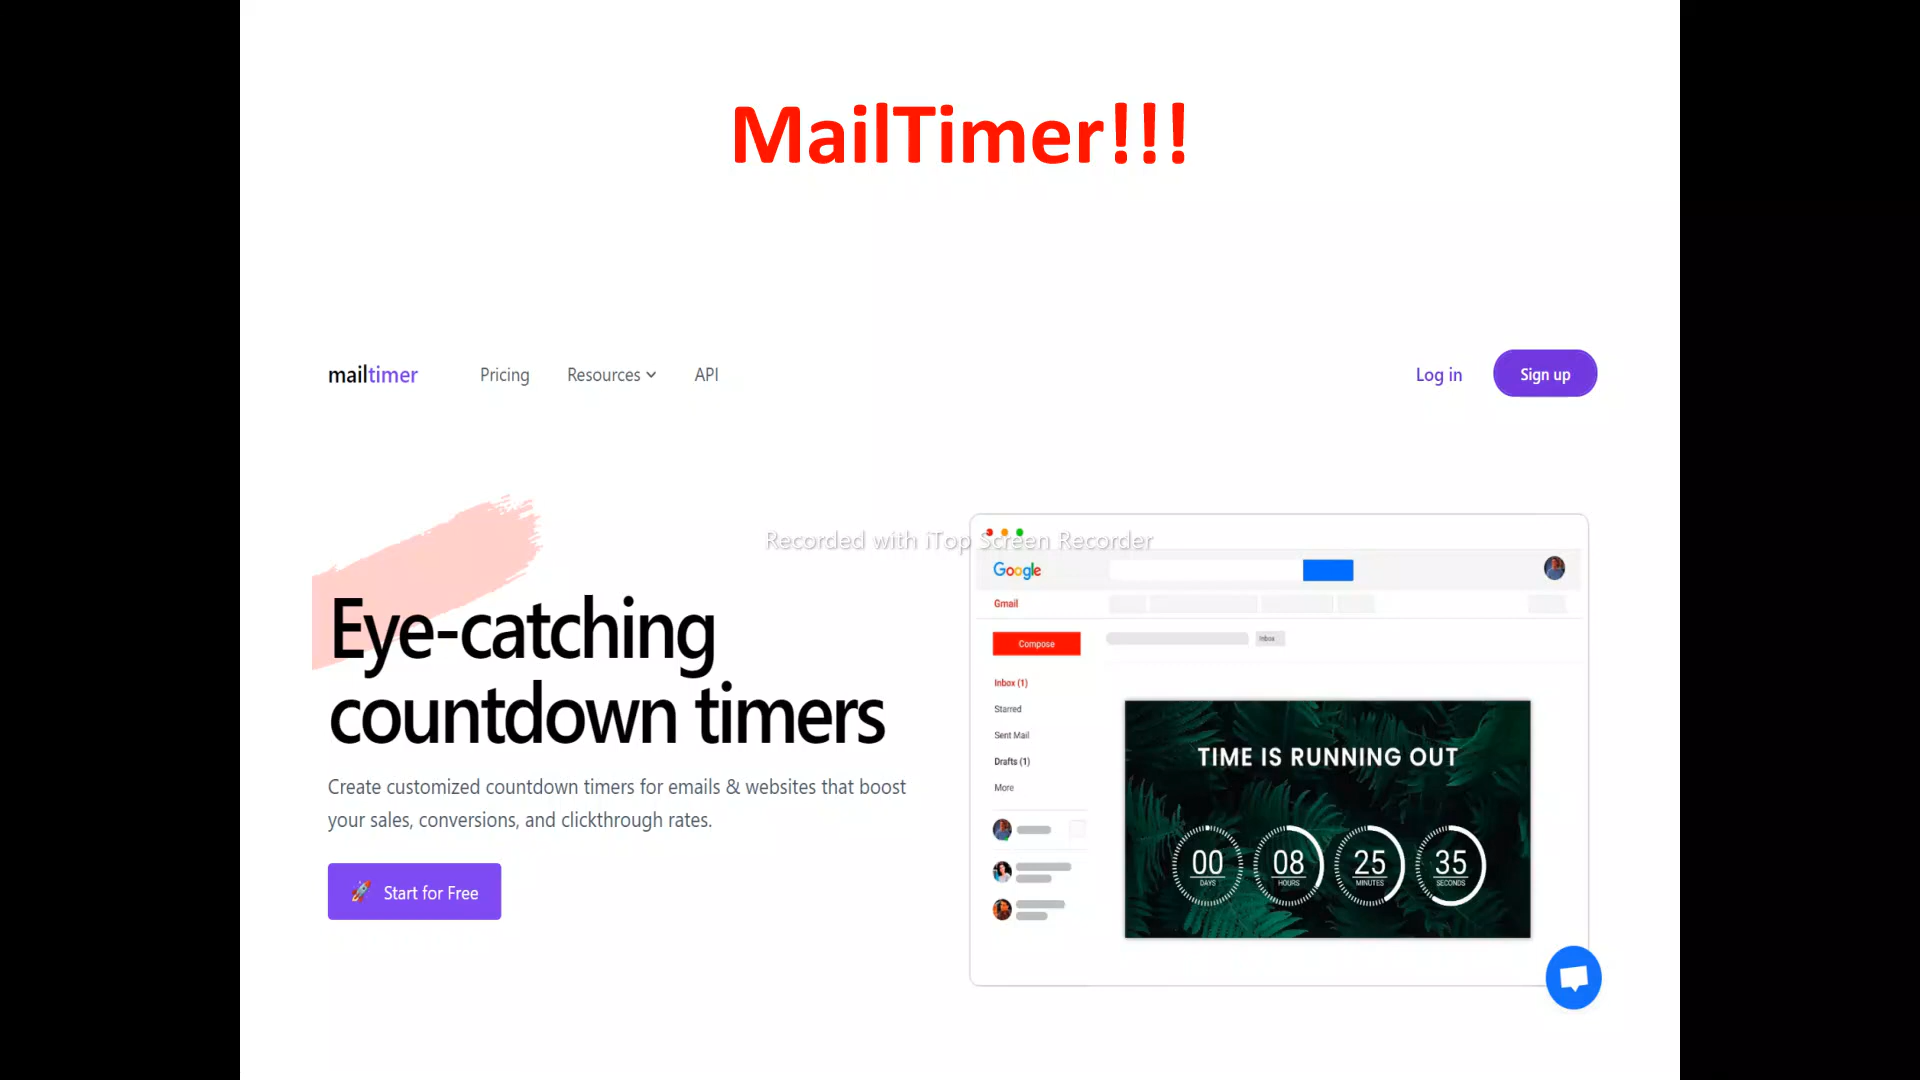 MailTimer!!!
mailtimer Pricing Resources API Log in Sign up
Recorded with iTop Screen Recorder
Eye-catching
countdown timers
Create customized countdown timers for emails & websites that boost
your sales, conversions, and clickthrough rates.
Start for Free
Google
Gmail
Compose
Inbox
Inbox (1)
Starred
Sent Mail
Drafts (1)
More
TIME IS RUNNING OUT
00 08 25 35
DAYS HOURS MINUTES SECONDS